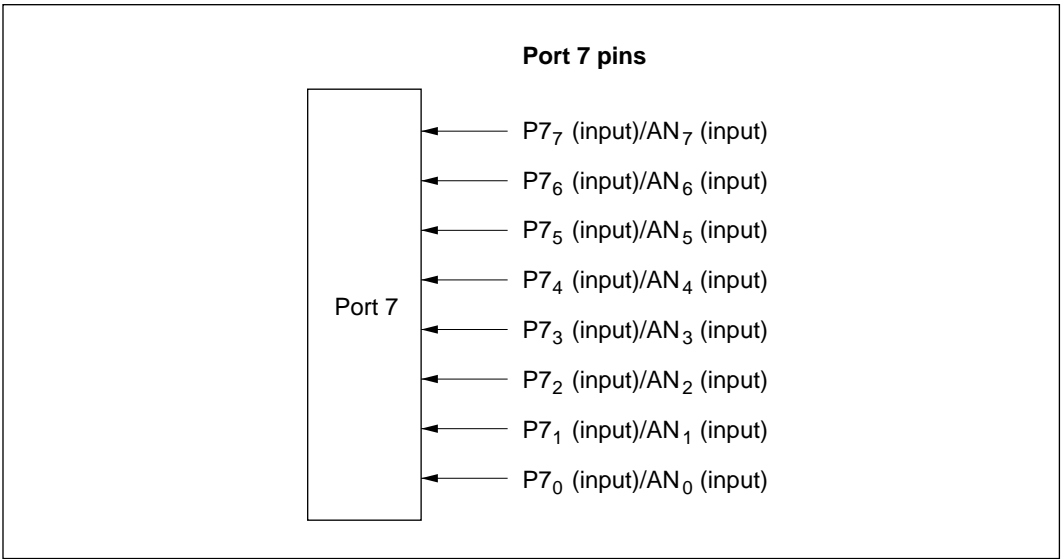 Port 7 pins
P7₇ (input)/AN₇ (input)
P7₆ (input)/AN₆ (input)
P7₅ (input)/AN₅ (input)
P7₄ (input)/AN₄ (input)
Port 7
P7₃ (input)/AN₃ (input)
P7₂ (input)/AN₂ (input)
P7₁ (input)/AN₁ (input)
P7₀ (input)/AN₀ (input)